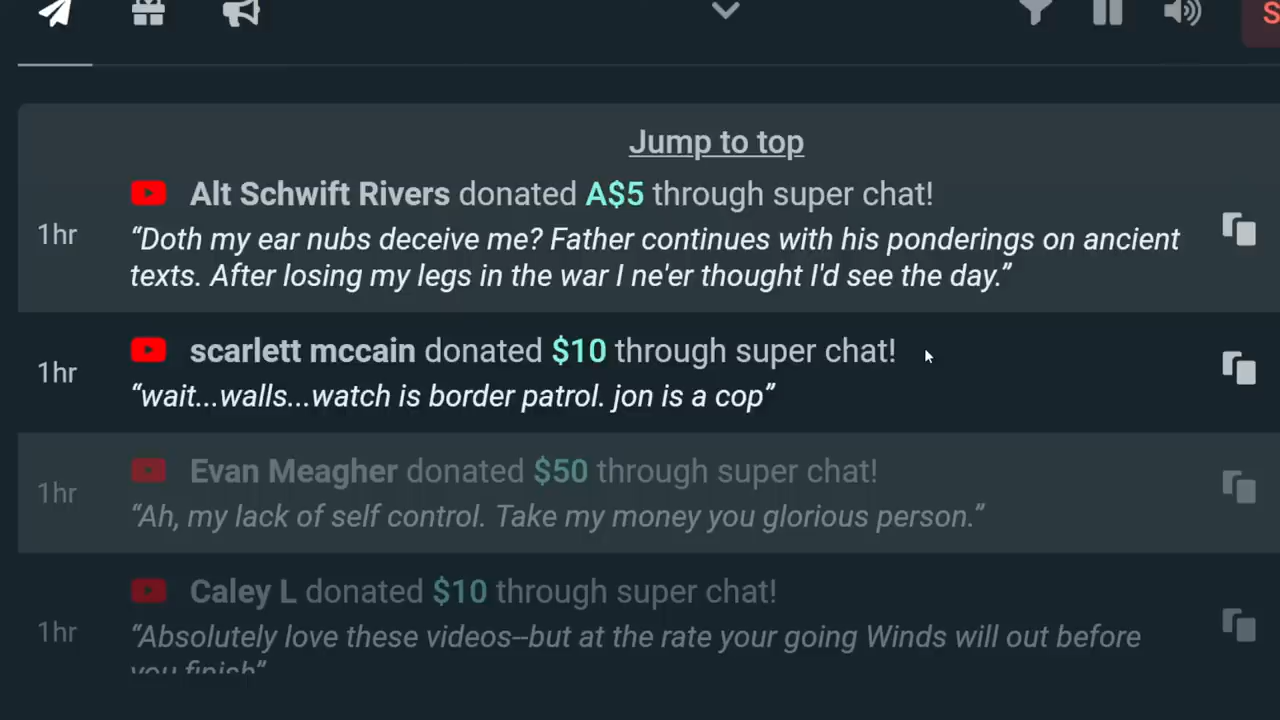 S
Jump to top
Alt Schwift Rivers donated A$5 through super chat!
1hr
“Doth my ear nubs deceive me? Father continues with his ponderings on ancient
texts. After losing my legs in the war I ne'er thought I'd see the day.”
scarlett mccain donated $10 through super chat!
1hr
“wait...walls...watch is border patrol. jon is a cop”
Evan Meagher donated $50 through super chat!
1hr
“Ah, my lack of self control. Take my money you glorious person.”
Caley L donated $10 through super chat!
1hr
“Absolutely love these videos--but at the rate your going Winds will out before
you finish”